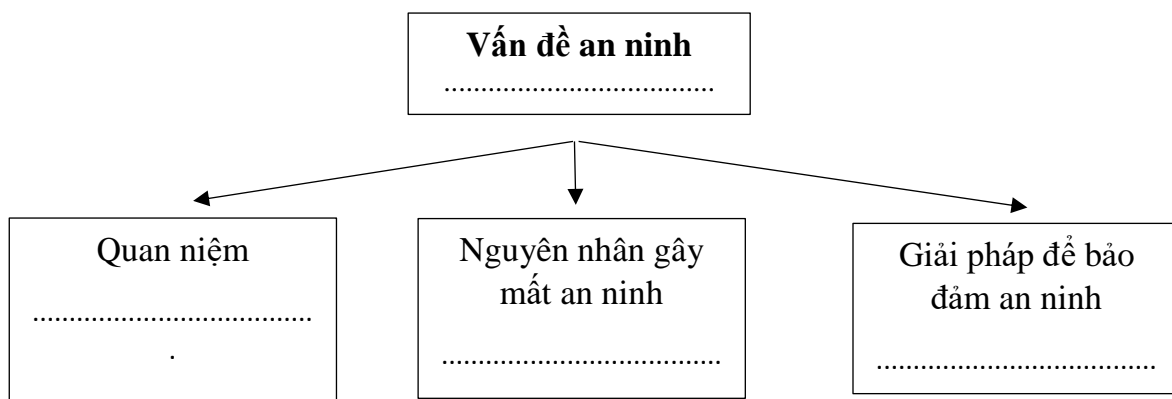 Vấn đề an ninh
.....................................
Quan niệm
......................................
.
Nguyên nhân gây
mất an ninh
......................................
Giải pháp để bảo
đảm an ninh
......................................